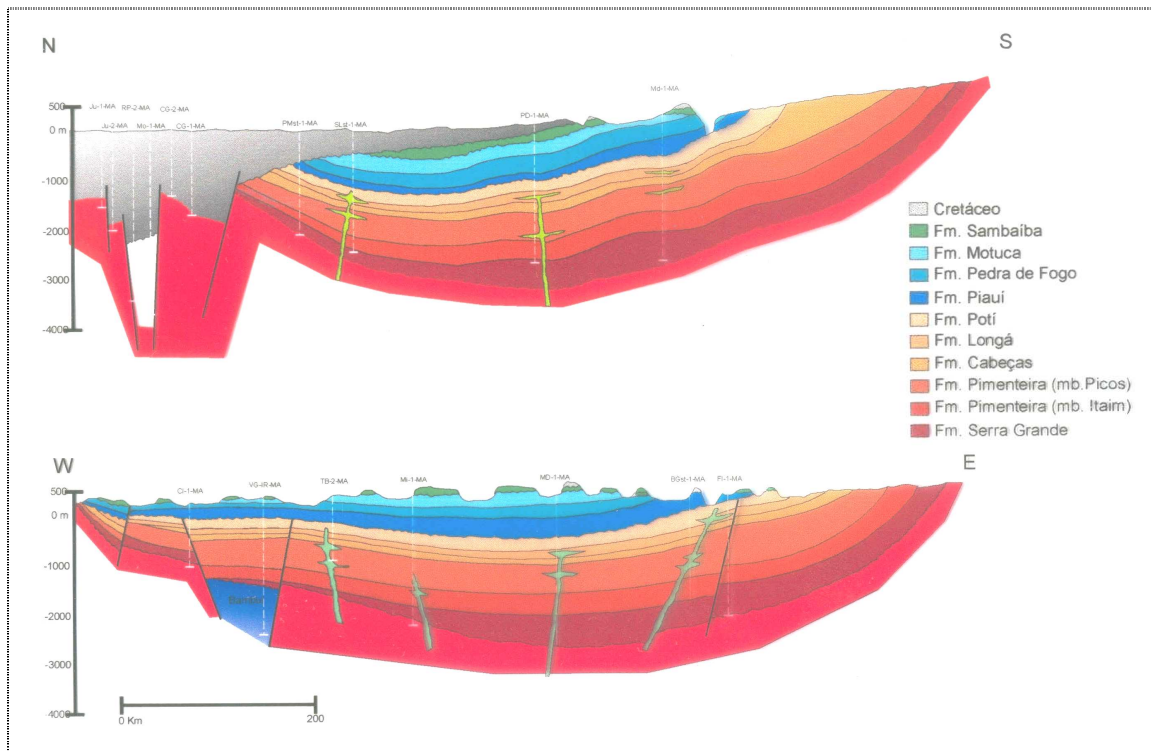 N
S
Ju-1-MA RP-2-MA CG-2-MA
Ju-2-MA Mo-1-MA CG-1-MA
PMst-1-MA SLst-1-MA PD-1-MA Md-1-MA
500
0 m
-1000
-2000
-3000
-4000
Cretáceo
Fm. Sambaíba
Fm. Motuca
Fm. Pedra de Fogo
Fm. Piauí
Fm. Potí
Fm. Longá
Fm. Cabeças
Fm. Pimenteira (mb.Picos)
Fm. Pimenteira (mb. Itaim)
Fm. Serra Grande
W
E
CI-1-MA VG-IR-MA TB-2-MA MI-1-MA MD-1-MA BGst-1-MA FI-1-MA
500
0 m
-1000
-2000
-3000
4000
0 Km 200